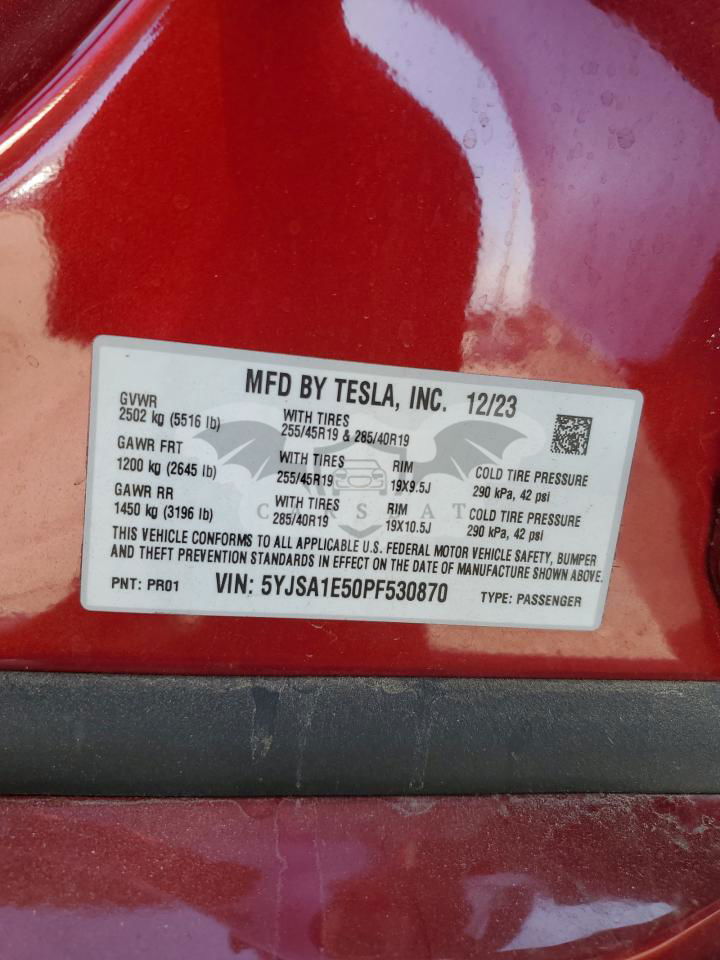 MFD BY TESLA, INC. 12/23
GVWR
2502 kg (5516 lb)
WITH TIRES
255/45R19 & 285/40R19
GAWR FRT
1200 kg (2645 lb)
WITH TIRES
255/45R19
RIM
19X9.5J
COLD TIRE PRESSURE
290 kPa, 42 psi
GAWR RR
1450 kg (3196 lb)
WITH TIRES
285/40R19
RIM
19X10.5J
COLD TIRE PRESSURE
290 kPa, 42 psi
CARSBAT
THIS VEHICLE CONFORMS TO ALL APPLICABLE U.S. FEDERAL MOTOR VEHICLE SAFETY, BUMPER
AND THEFT PREVENTION STANDARDS IN EFFECT ON THE DATE OF MANUFACTURE SHOWN ABOVE.
PNT: PR01 VIN: 5YJSA1E50PF530870 TYPE: PASSENGER